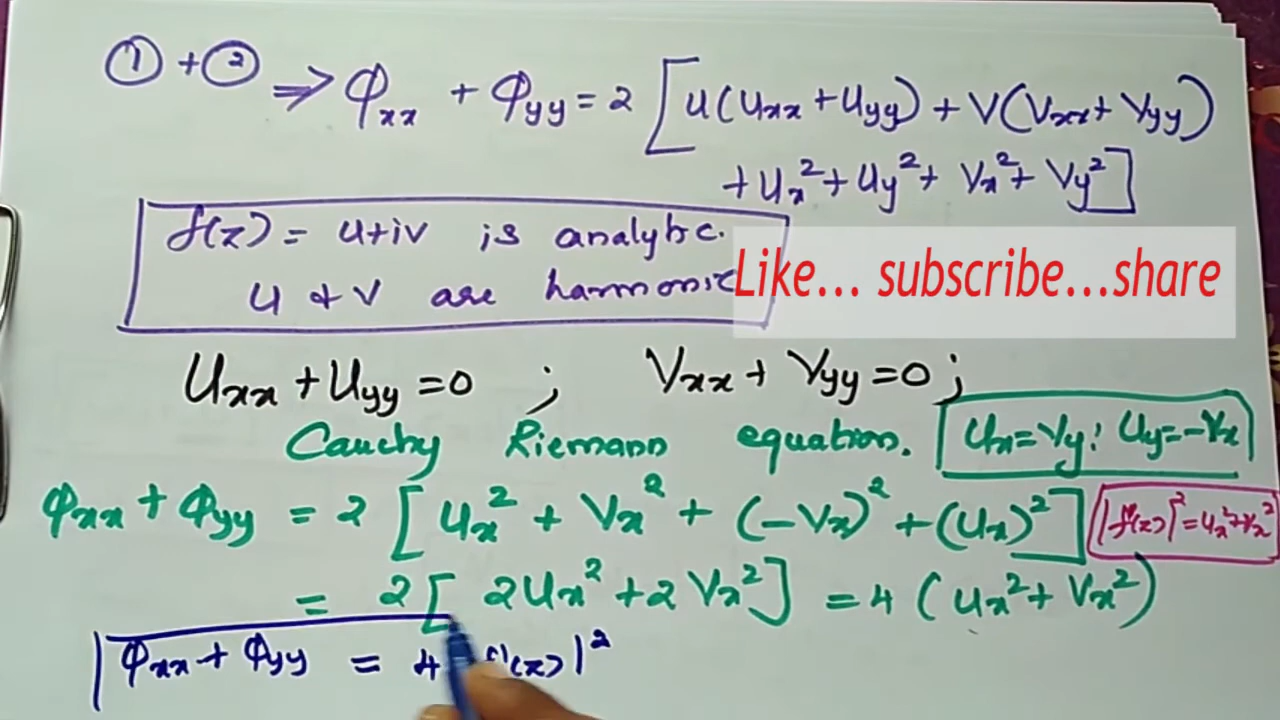 ① + ② ⇒ φxx + φyy = 2 [ u(uxx + uyy) + v(vxx + vyy)
+ ux² + uy² + vx² + vy² ]
f(z) = u+iv is analytic.
u & v are harmonic
Like... subscribe...share
uxx + uyy = 0 ; vxx + vyy = 0 ;
Cauchy Riemann equation. ux = vy ; uy = -vx
φxx + φyy = 2 [ ux² + vx² + (-vx)² + (ux)² ] |f'(z)|² = ux² + vx²
= 2 [ 2ux² + 2vx² ] = 4 ( ux² + vx² )
φxx + φyy = 4 f'(z)|²